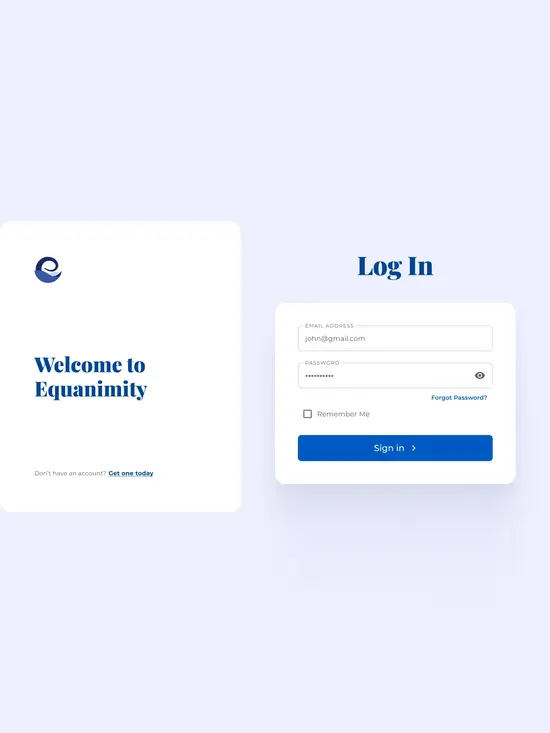 Welcome to
Equanimity
Don't have an account? Get one today
Log In
EMAIL ADDRESS
john@gmail.com
PASSWORD
••••••••••
Forgot Password?
Remember Me
Sign in